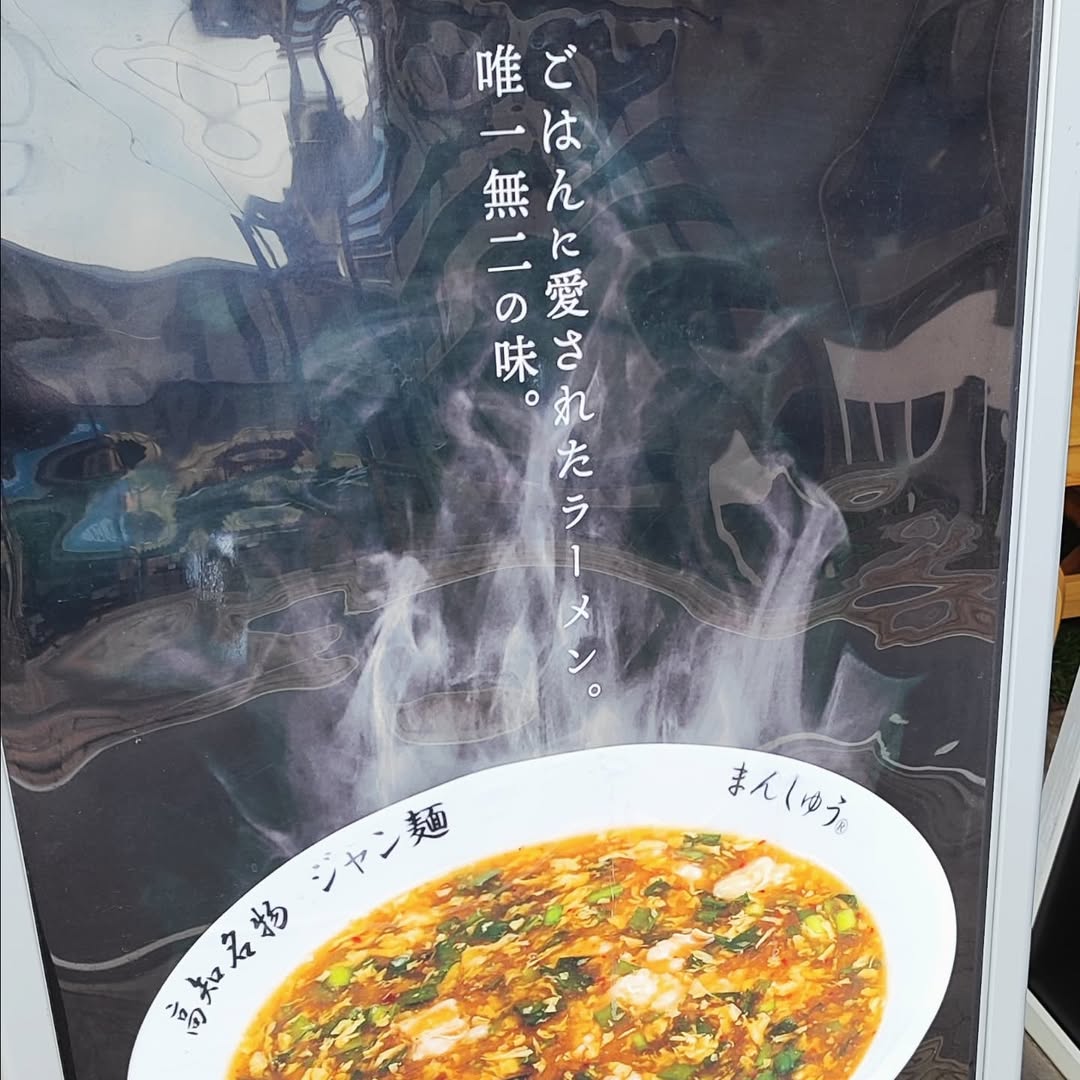 ごはんに愛されたラーメン。
唯一無二の味。
高知名物 ジャン麺
まんしゅう®